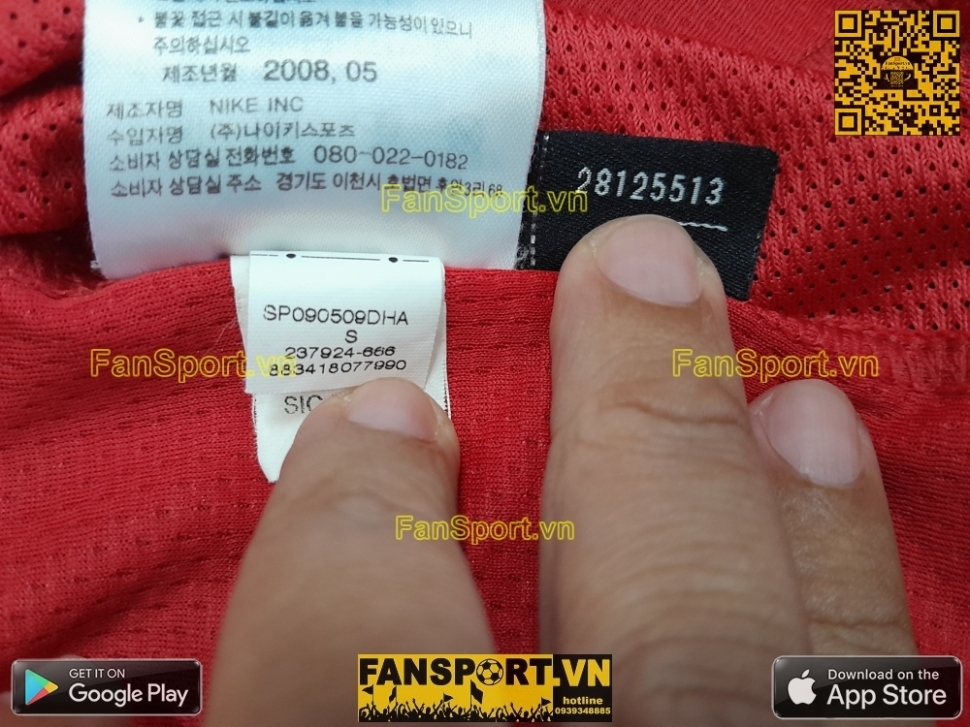 • 불꽃 접근 시 불길이 옮겨 붙을 가능성이 있으니
주의하십시오
제조년월 2008, 05
제조자명 NIKE INC
수입자명 (주)나이키스포츠
소비자 상담실 전화번호 080-022-0182
소비자 상담실 주소 경기도 이천시 호법면
28125513
FanSport.vn
SP090509DHA
S
237924-666
883418077990
FanSport.vn
FanSport.vn
FanSport.vn
GET IT ON
Google Play
FANSPORT.VN
hotline
0939348885
Download on the
App Store